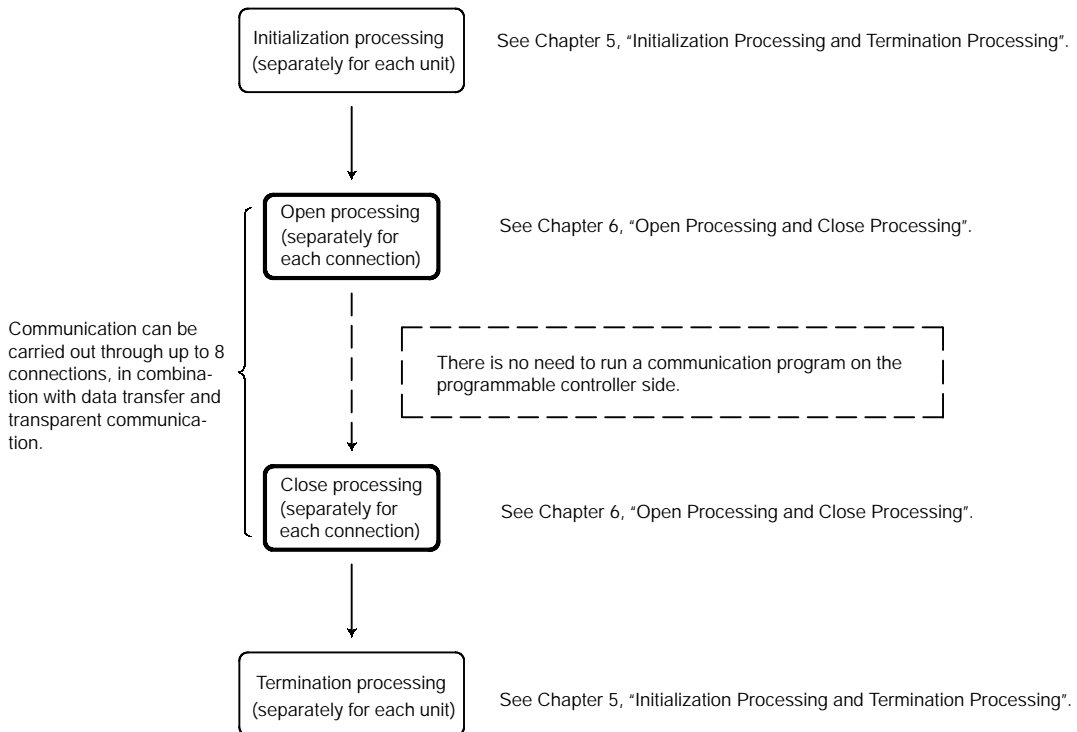 Initialization processing
(separately for each unit)
See Chapter 5, "Initialization Processing and Termination Processing".
Open processing
(separately for
each connection)
See Chapter 6, "Open Processing and Close Processing".
Communication can be
carried out through up to 8
connections, in combina-
tion with data transfer and
transparent communica-
tion.
There is no need to run a communication program on the
programmable controller side.
Close processing
(separately for
each connection)
See Chapter 6, "Open Processing and Close Processing".
Termination processing
(separately for each unit)
See Chapter 5, "Initialization Processing and Termination Processing".